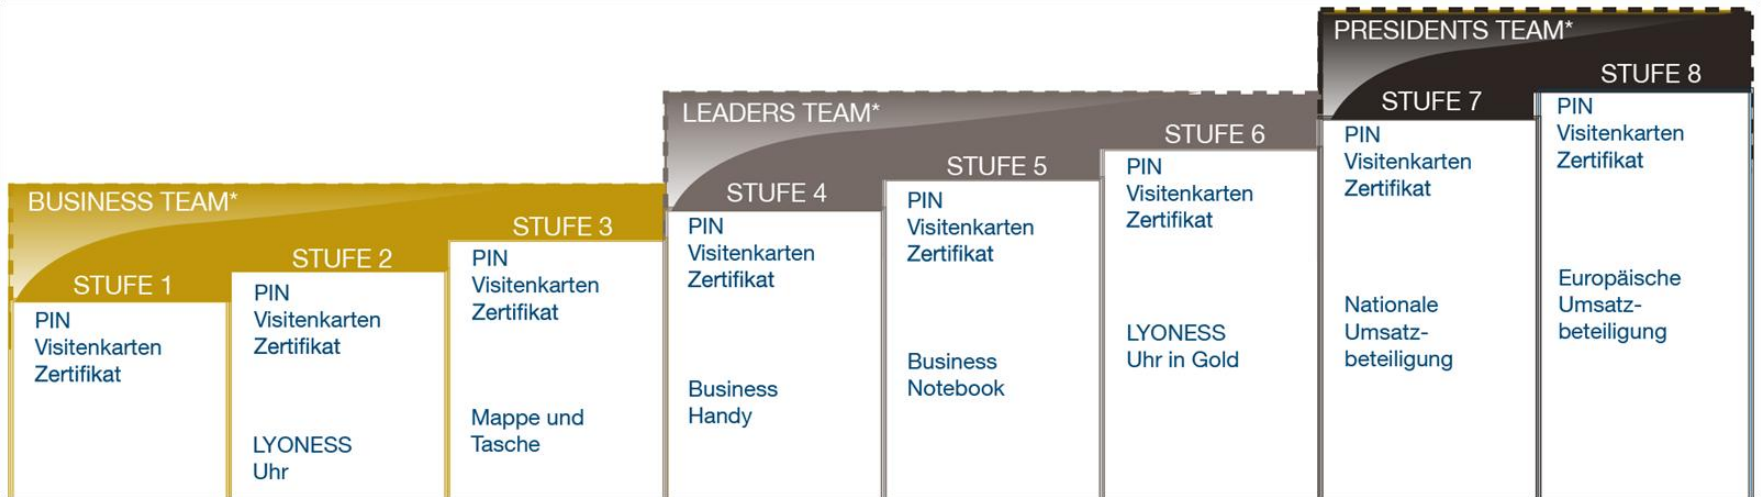 BUSINESS TEAM*
STUFE 1
PIN
Visitenkarten
Zertifikat
STUFE 2
PIN
Visitenkarten
Zertifikat
LYONESS
Uhr
STUFE 3
PIN
Visitenkarten
Zertifikat
Mappe und
Tasche
LEADERS TEAM*
STUFE 4
PIN
Visitenkarten
Zertifikat
Business
Handy
STUFE 5
PIN
Visitenkarten
Zertifikat
Business
Notebook
STUFE 6
PIN
Visitenkarten
Zertifikat
LYONESS
Uhr in Gold
PRESIDENTS TEAM*
STUFE 7
PIN
Visitenkarten
Zertifikat
Nationale
Umsatz-
beteiligung
STUFE 8
PIN
Visitenkarten
Zertifikat
Europäische
Umsatz-
beteiligung